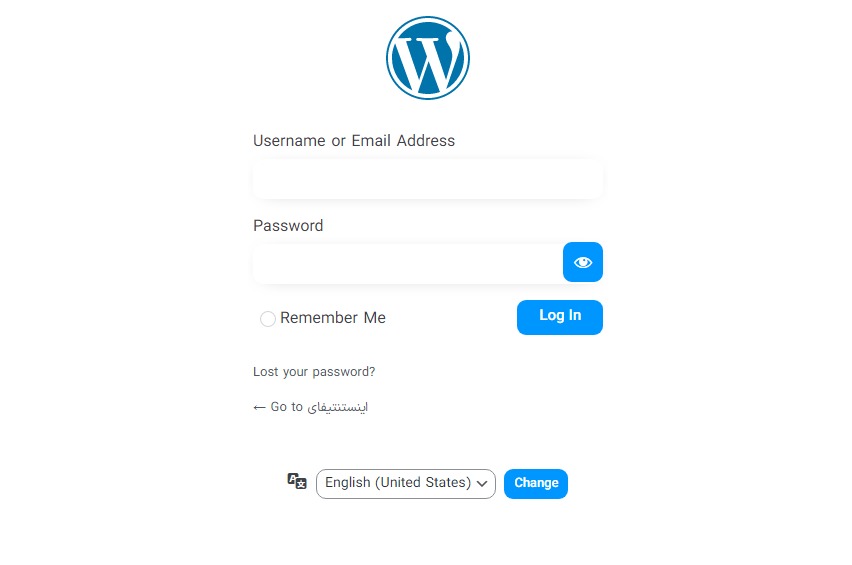 Username or Email Address
Password
Remember Me
Log In
Lost your password?
← Go to اینستنتیفای
English (United States)
Change